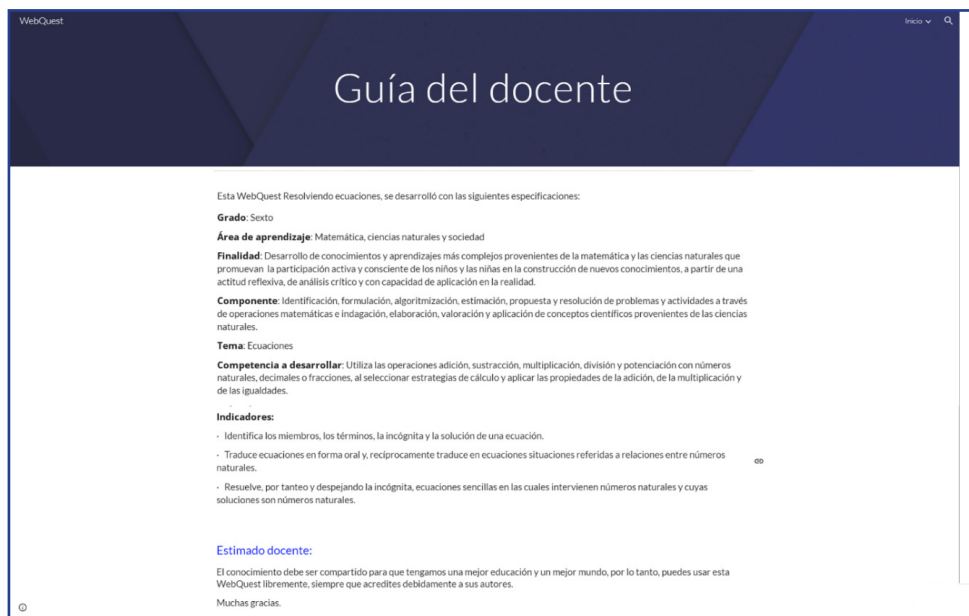 WebQuest
Inicio
Guía del docente
Esta WebQuest Resolviendo ecuaciones, se desarrolló con las siguientes especificaciones:
Grado: Sexto
Área de aprendizaje: Matemática, ciencias naturales y sociedad
Finalidad: Desarrollo de conocimientos y aprendizajes más complejos provenientes de la matemática y las ciencias naturales que
promuevan la participación activa y consciente de los niños y las niñas en la construcción de nuevos conocimientos, a partir de una
actitud reflexiva, de análisis crítico y con capacidad de aplicación en la realidad.
Componente: Identificación, formulación, algoritmización, estimación, propuesta y resolución de problemas y actividades a través
de operaciones matemáticas e indagación, elaboración, valoración y aplicación de conceptos científicos provenientes de las ciencias
naturales.
Tema: Ecuaciones
Competencia a desarrollar: Utiliza las operaciones adición, sustracción, multiplicación, división y potenciación con números
naturales, decimales o fracciones, al seleccionar estrategias de cálculo y aplicar las propiedades de la adición, de la multiplicación y
de las igualdades.
Indicadores:
· Identifica los miembros, los términos, la incógnita y la solución de una ecuación.
· Traduce ecuaciones en forma oral y, recíprocamente traduce en ecuaciones situaciones referidas a relaciones entre números
naturales.
· Resuelve, por tanteo y despejando la incógnita, ecuaciones sencillas en las cuales intervienen números naturales y cuyas
soluciones son números naturales.
Estimado docente:
El conocimiento debe ser compartido para que tengamos una mejor educación y un mejor mundo, por lo tanto, puedes usar esta
WebQuest libremente, siempre que acredites debidamente a sus autores.
Muchas gracias.